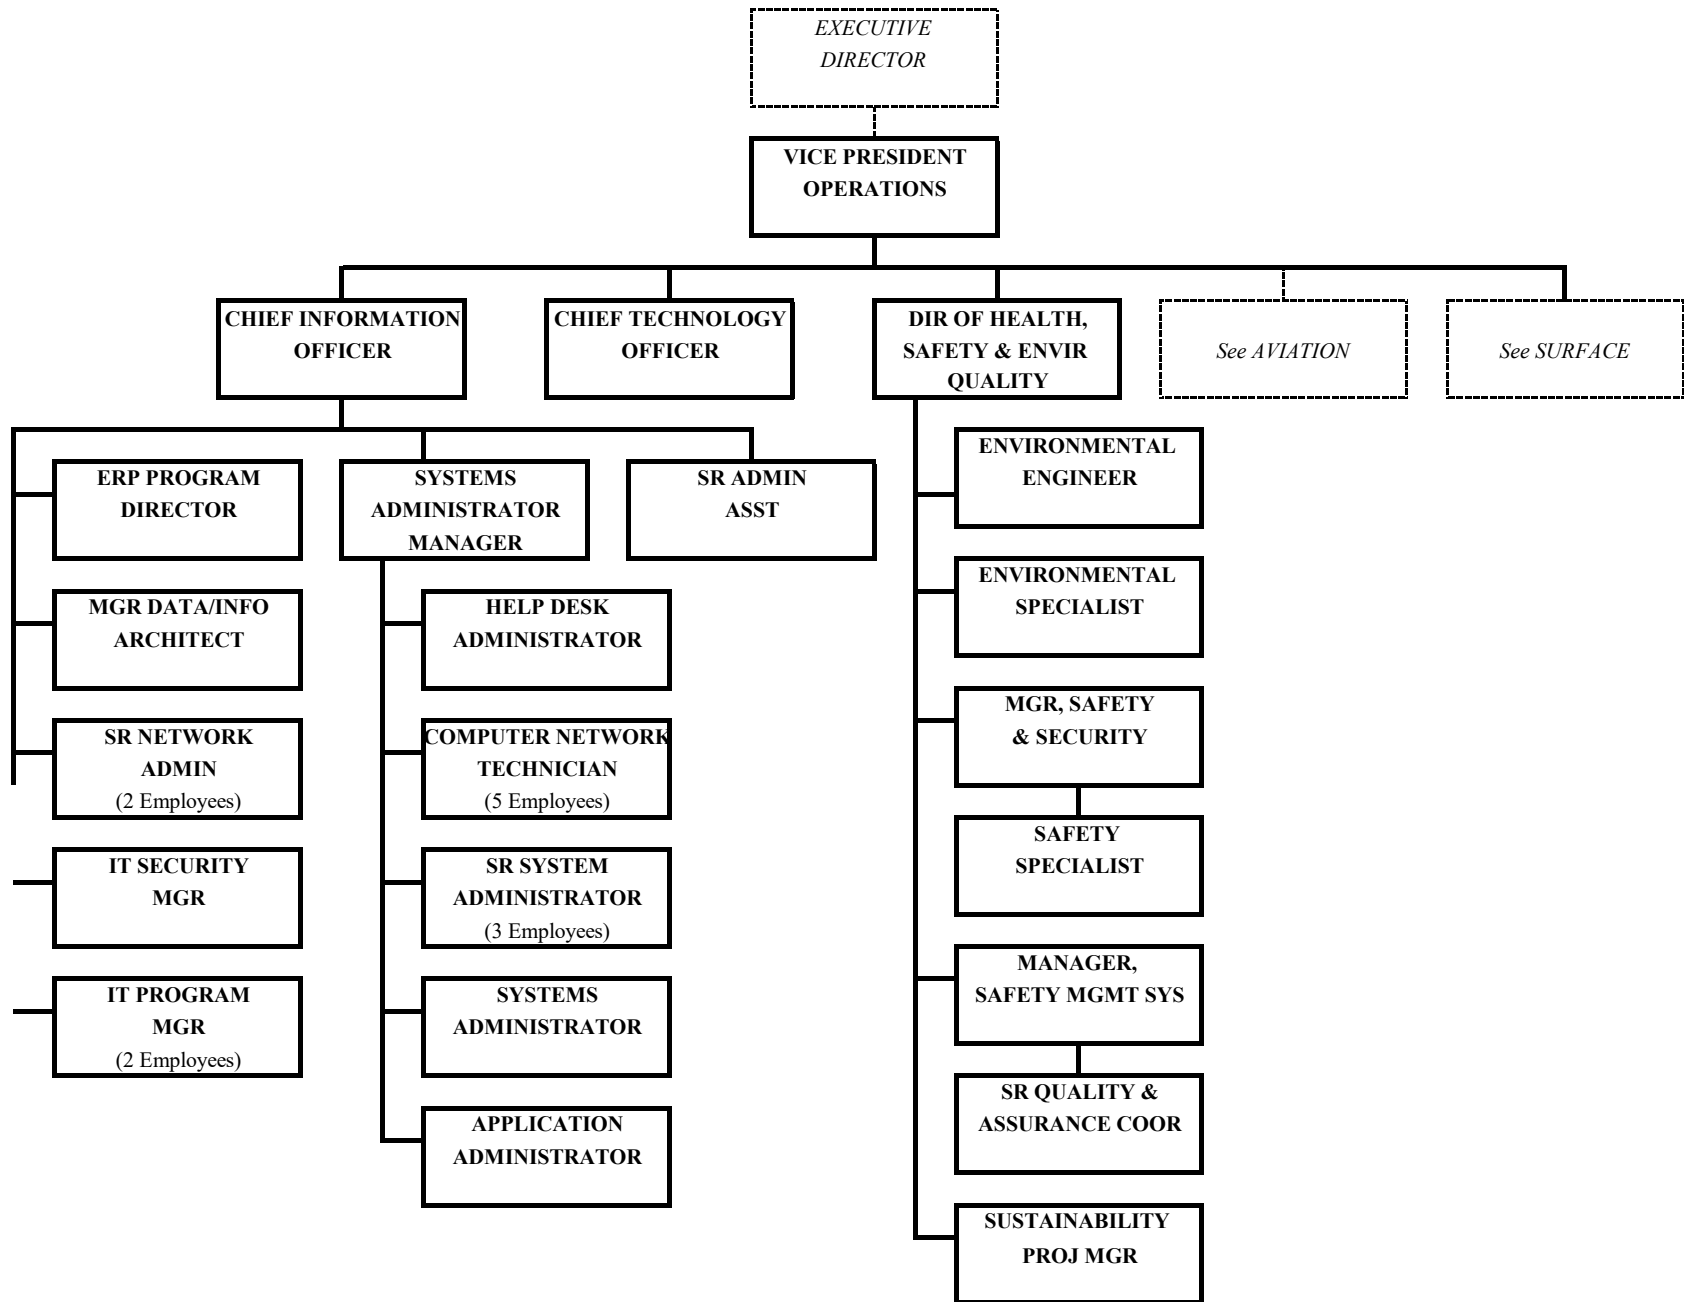 EXECUTIVE
DIRECTOR
VICE PRESIDENT
OPERATIONS
CHIEF INFORMATION
OFFICER
CHIEF TECHNOLOGY
OFFICER
DIR OF HEALTH,
SAFETY & ENVIR
QUALITY
See AVIATION
See SURFACE
ERP PROGRAM
DIRECTOR
SYSTEMS
ADMINISTRATOR
MANAGER
SR ADMIN
ASST
MGR DATA/INFO
ARCHITECT
SR NETWORK
ADMIN
(2 Employees)
IT SECURITY
MGR
IT PROGRAM
MGR
(2 Employees)
HELP DESK
ADMINISTRATOR
COMPUTER NETWORK
TECHNICIAN
(5 Employees)
SR SYSTEM
ADMINISTRATOR
(3 Employees)
SYSTEMS
ADMINISTRATOR
APPLICATION
ADMINISTRATOR
ENVIRONMENTAL
ENGINEER
ENVIRONMENTAL
SPECIALIST
MGR, SAFETY
& SECURITY
SAFETY
SPECIALIST
MANAGER,
SAFETY MGMT SYS
SR QUALITY &
ASSURANCE COOR
SUSTAINABILITY
PROJ MGR